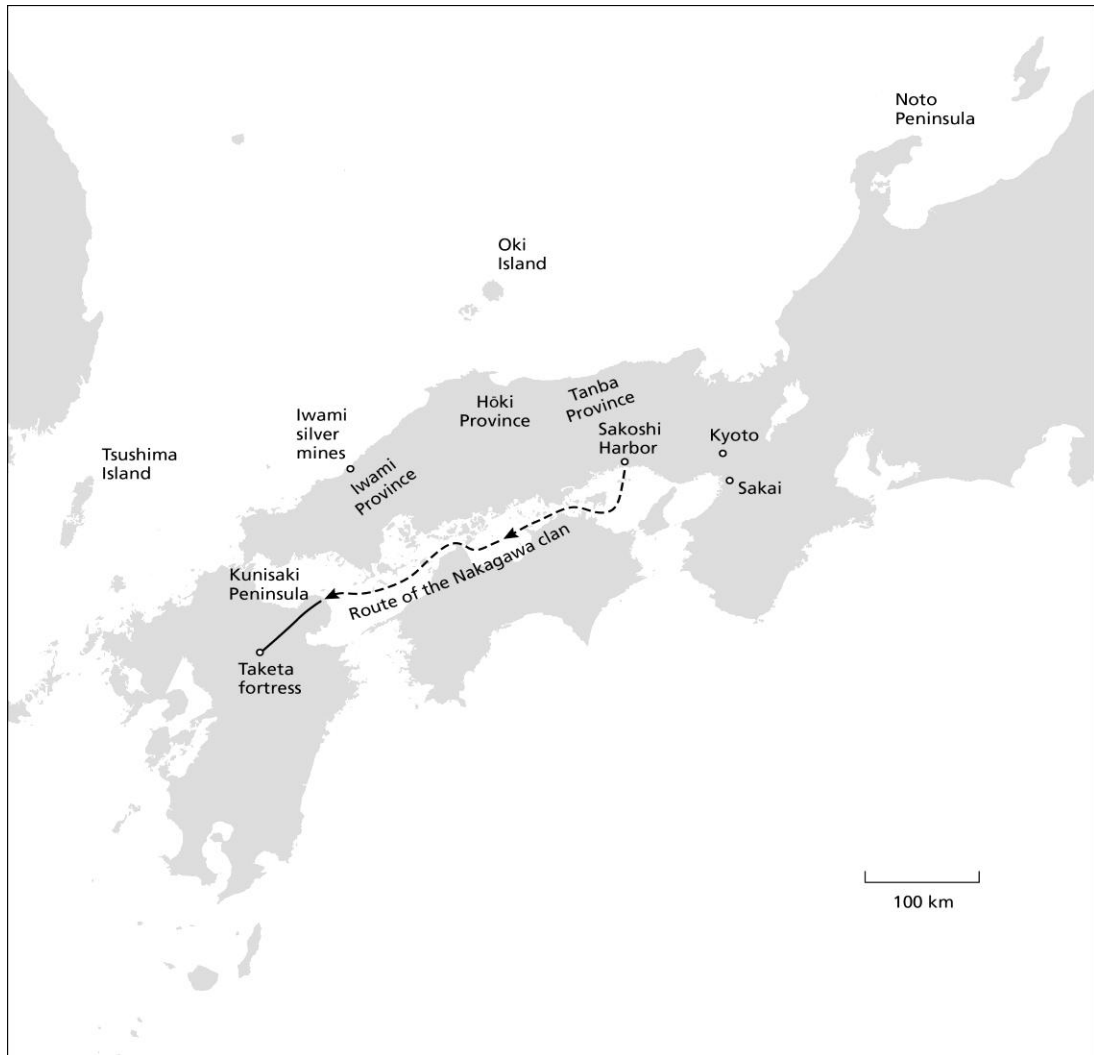 Noto
Peninsula
Oki
Island
Tanba
Province
Hōki
Province
Iwami
silver
mines
Sakoshi
Harbor
Kyoto
Tsushima
Island
Iwami
Province
Sakai
Route of the Nakagawa clan
Kunisaki
Peninsula
Taketa
fortress
100 km